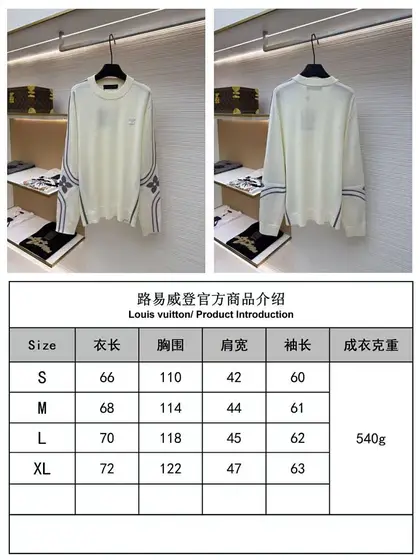 路易威登官方商品介绍
Louis vuitton/ Product Introduction
Size 衣长 胸围 肩宽 袖长 成衣克重
S 66 110 42 60
M 68 114 44 61
L 70 118 45 62 540g
XL 72 122 47 63